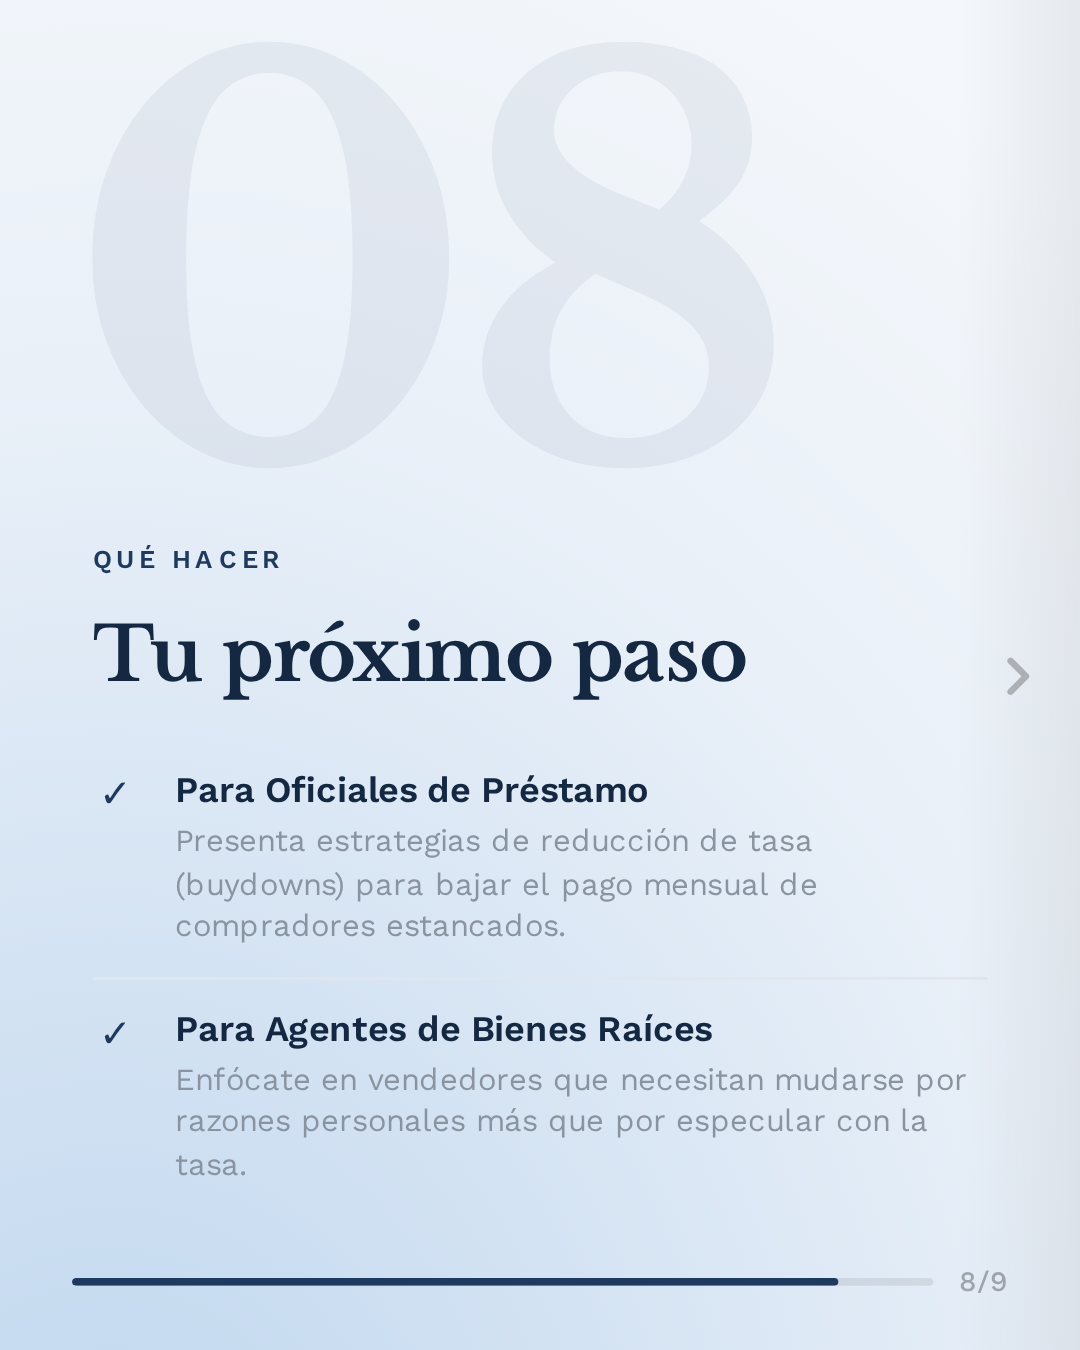 08
QUÉ HACER
Tu próximo paso
✓ Para Oficiales de Préstamo
Presenta estrategias de reducción de tasa
(buydowns) para bajar el pago mensual de
compradores estancados.
✓ Para Agentes de Bienes Raíces
Enfócate en vendedores que necesitan mudarse por
razones personales más que por especular con la
tasa.
8/9